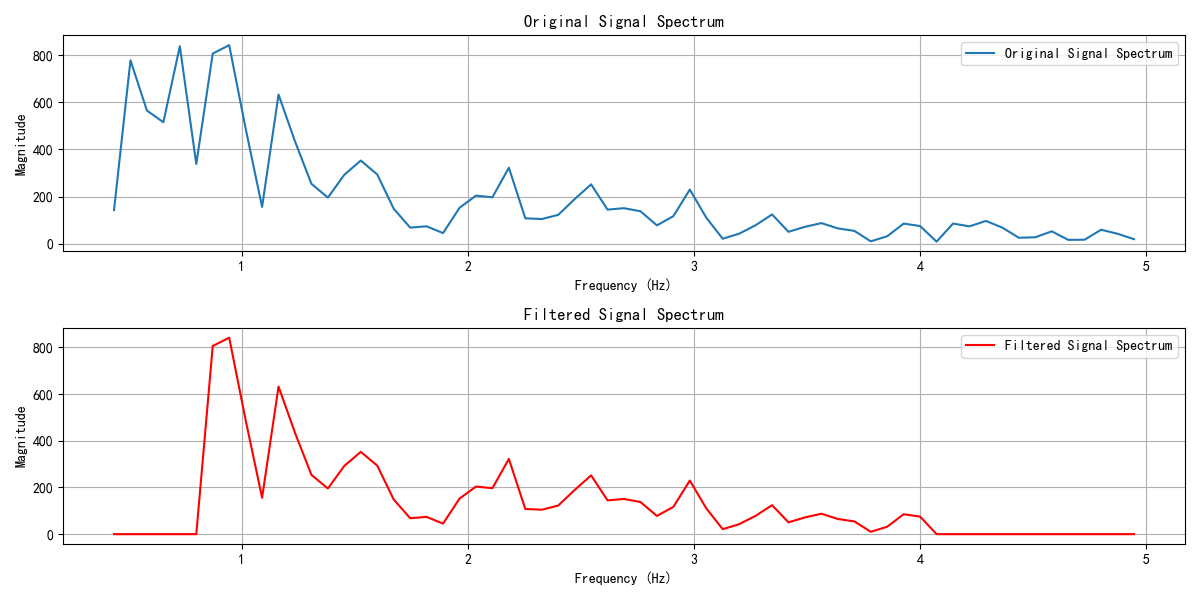 Original Signal Spectrum
Original Signal Spectrum
Magnitude
800
600
400
200
0
1 2 3 4 5
Frequency (Hz)
Filtered Signal Spectrum
Filtered Signal Spectrum
Magnitude
800
600
400
200
0
1 2 3 4 5
Frequency (Hz)